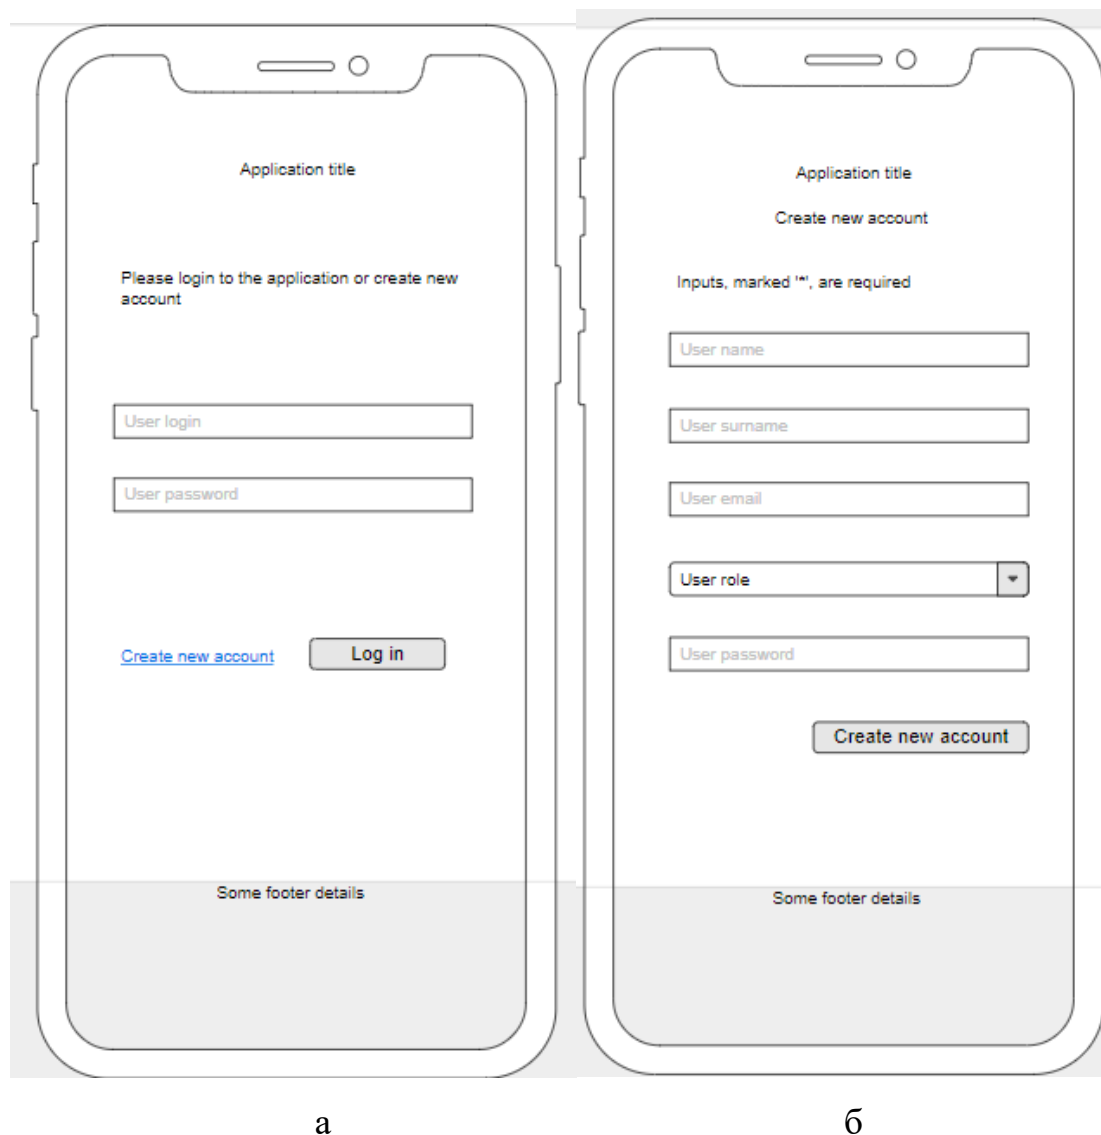 Application title
Please login to the application or create new
account
User login
User password
Create new account
Log in
Some footer details
а
Application title
Create new account
Inputs, marked '*', are required
User name
User surname
User email
User role
User password
Create new account
Some footer details
б